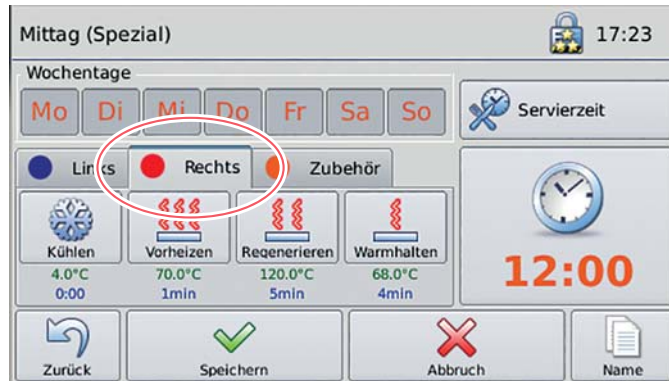 Mittag (Spezial) 17:23
Wochentage
Mo Di Mi Do Fr Sa So
Servierzeit
Links Rechts Zubehör
Kühlen Vorheizen Regenerieren Warmhalten
4.0°C 70.0°C 120.0°C 68.0°C
0:00 1min 5min 4min
12:00
Zurück Speichern Abbruch Name